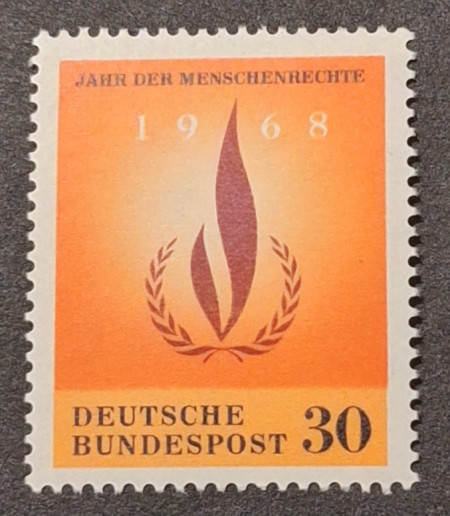 JAHR DER MENSCHENRECHTE
1968
DEUTSCHE
BUNDESPOST 30